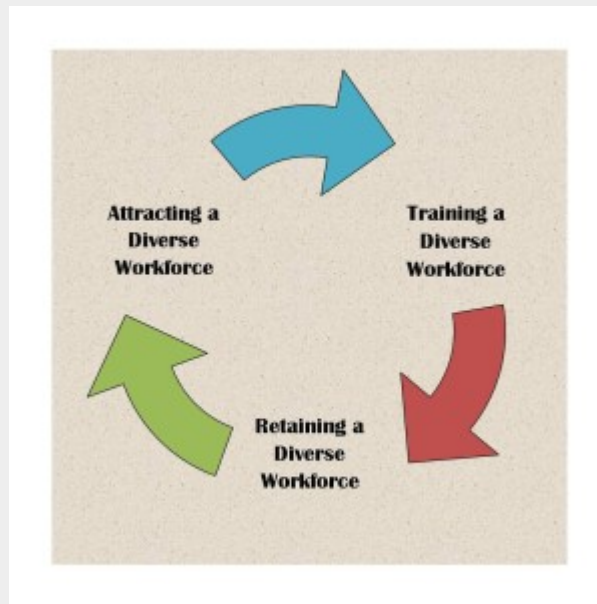 Attracting a
Diverse
Workforce
Training a
Diverse
Workforce
Retaining a
Diverse
Workforce